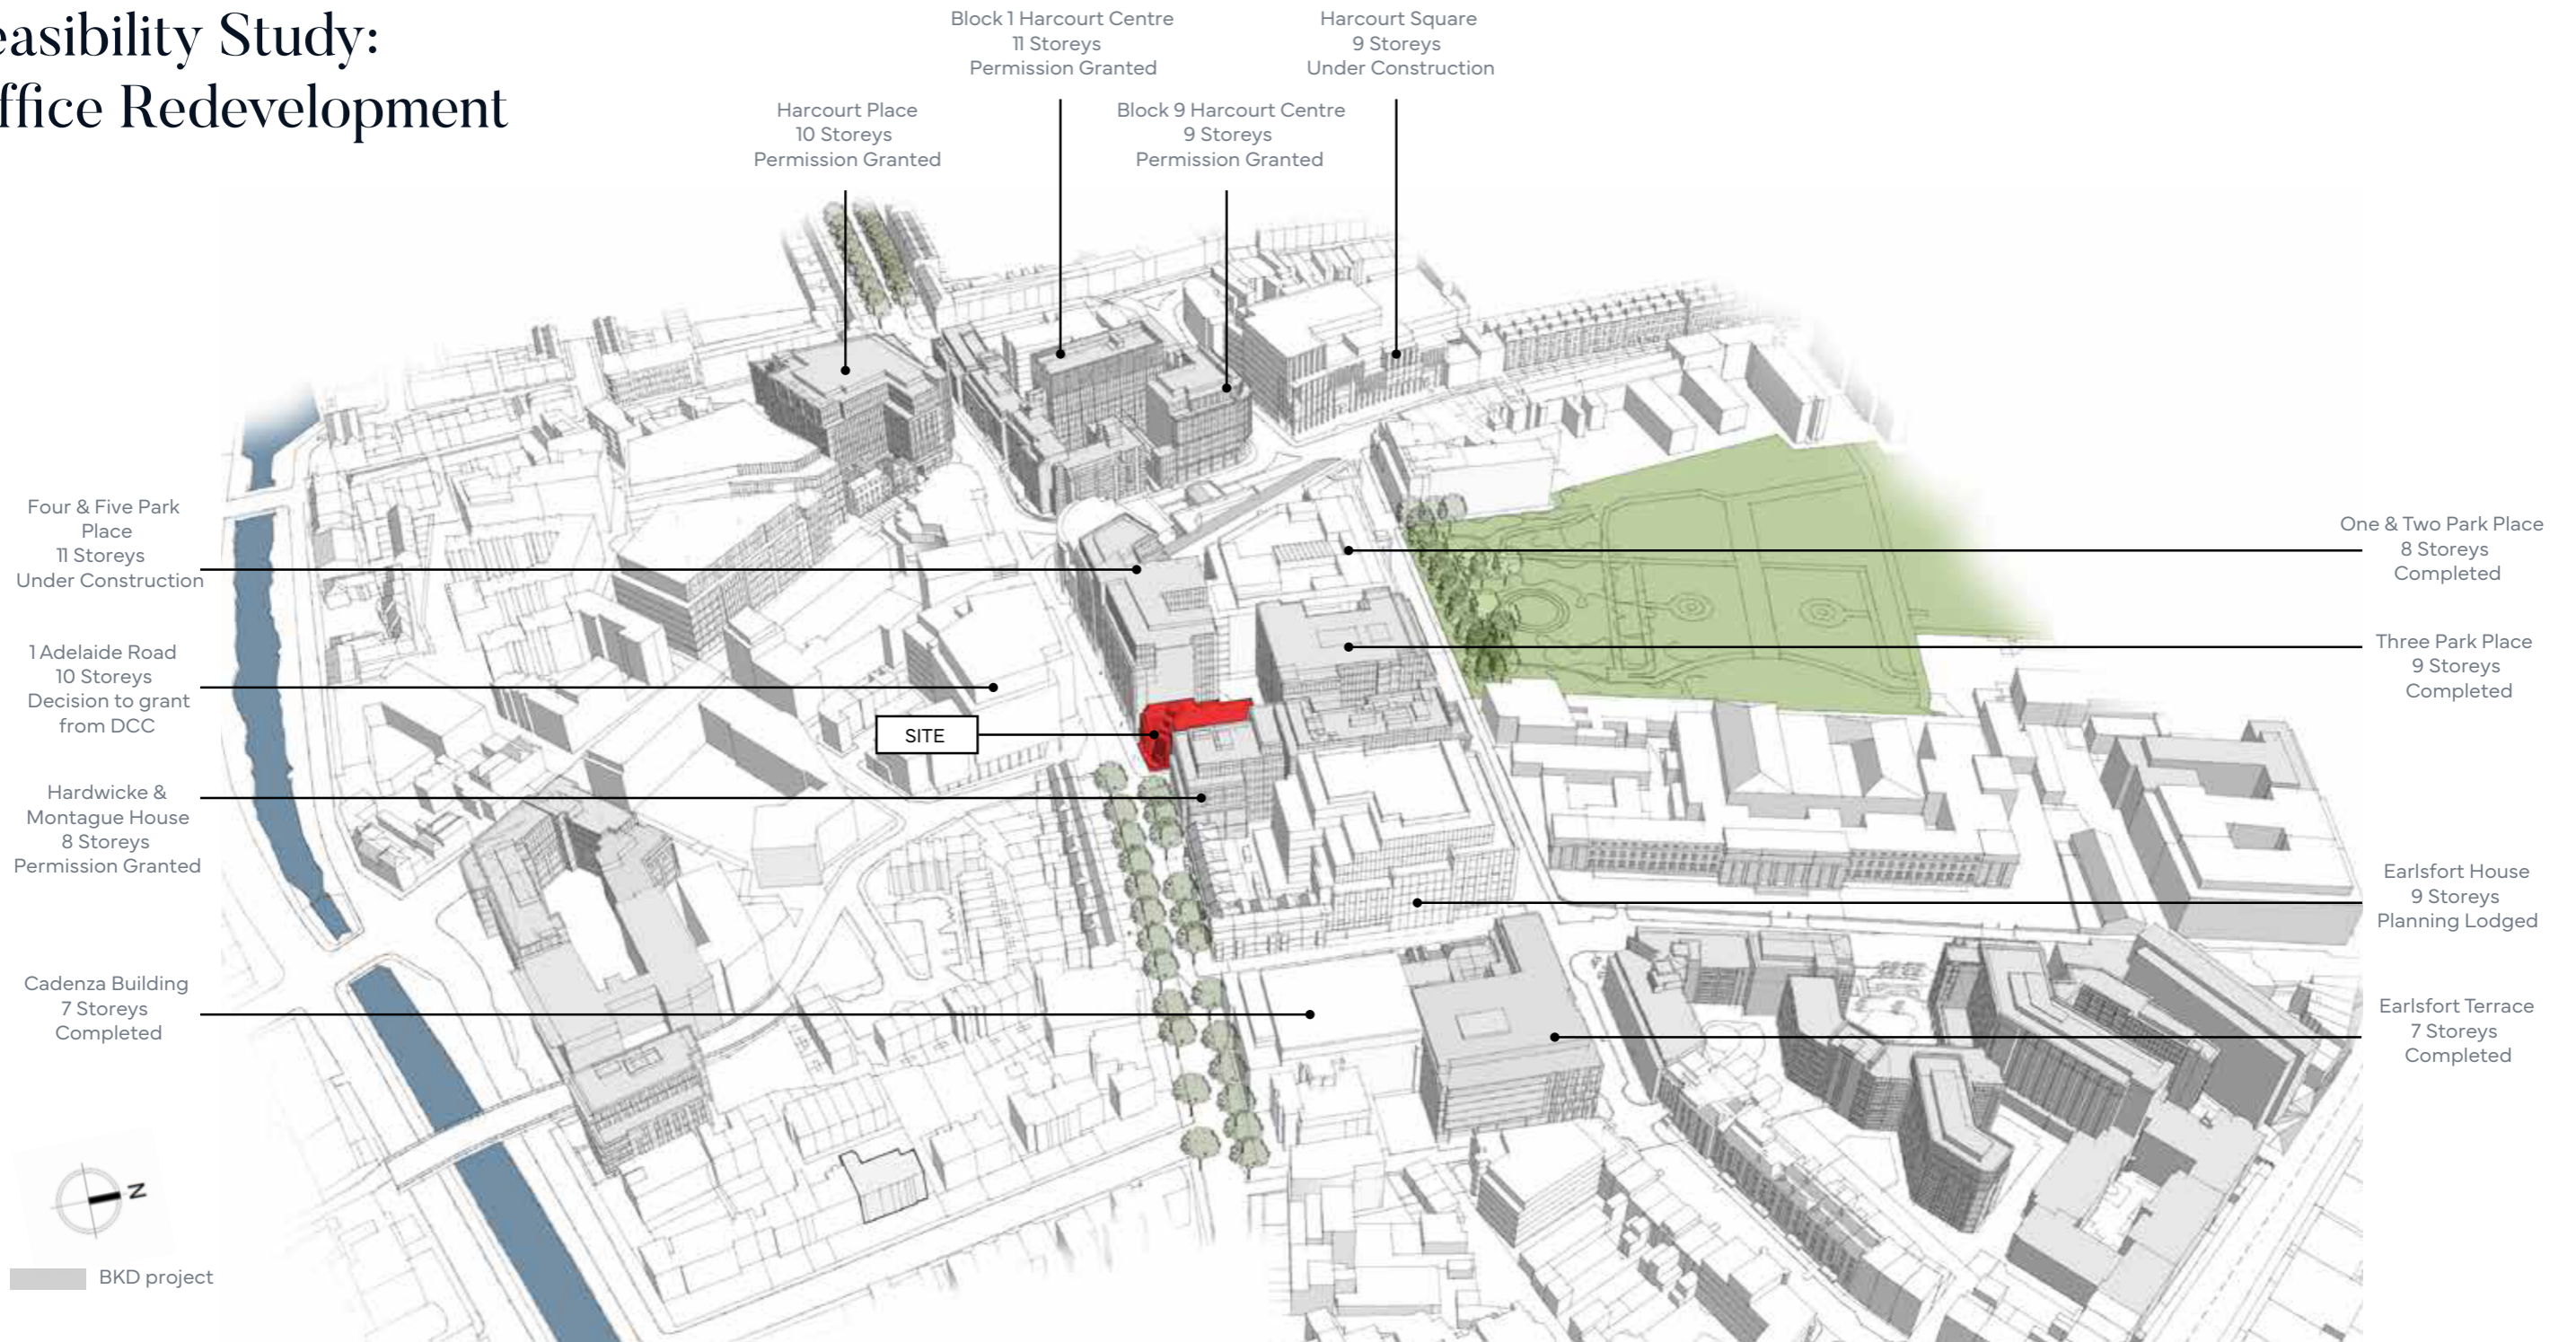 easibility Study:
ffice Redevelopment
Block 1 Harcourt Centre
11 Storeys
Permission Granted
Harcourt Square
9 Storeys
Under Construction
Harcourt Place
10 Storeys
Permission Granted
Block 9 Harcourt Centre
9 Storeys
Permission Granted
Four & Five Park
Place
11 Storeys
Under Construction
1 Adelaide Road
10 Storeys
Decision to grant
from DCC
SITE
Hardwicke &
Montague House
8 Storeys
Permission Granted
Cadenza Building
7 Storeys
Completed
One & Two Park Place
8 Storeys
Completed
Three Park Place
9 Storeys
Completed
Earlsfort House
9 Storeys
Planning Lodged
Earlsfort Terrace
7 Storeys
Completed
N
BKD project